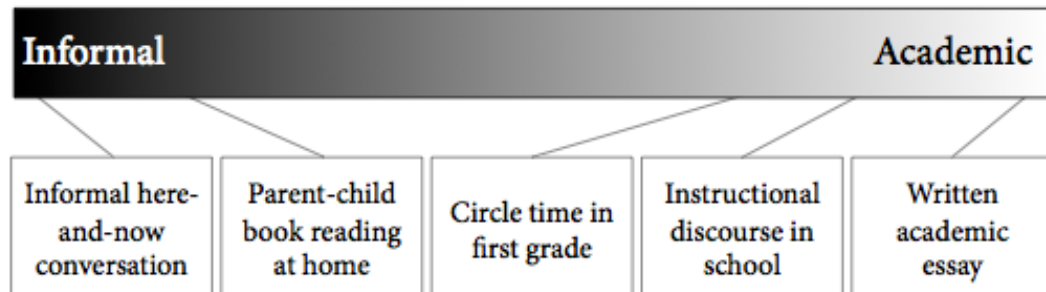 Informal Academic
Informal here-
and-now
conversation
Parent-child
book reading
at home
Circle time in
first grade
Instructional
discourse in
school
Written
academic
essay